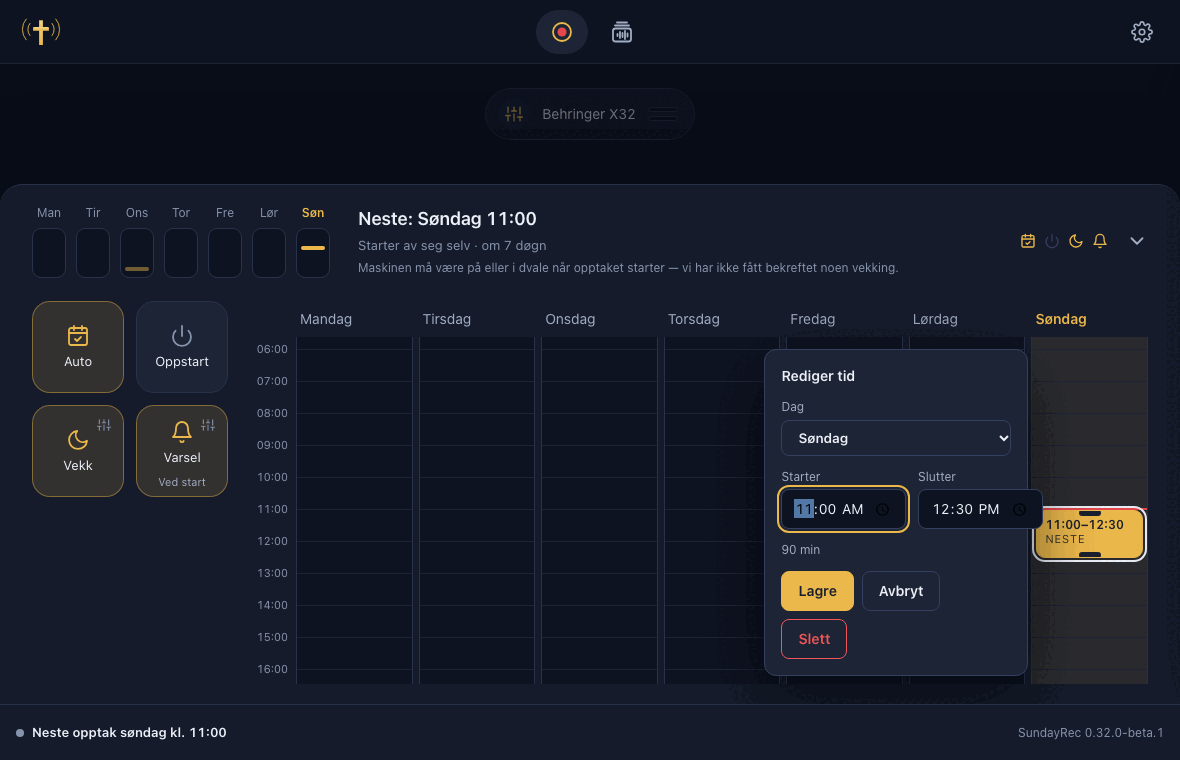 Behringer X32
Man Tir Ons Tor Fre Lør Søn
Neste: Søndag 11:00
Starter av seg selv · om 7 døgn
Maskinen må være på eller i dvale når opptaket starter — vi har ikke fått bekreftet noen vekking.
Auto
Oppstart
Vekk
Varsel
Ved start
Mandag Tirsdag Onsdag Torsdag Fredag Lørdag Søndag
06:00
07:00
08:00
09:00
10:00
11:00
12:00
13:00
14:00
15:00
16:00
Rediger tid
Dag
Søndag
Starter Slutter
11:00 AM 12:30 PM
90 min
Lagre Avbryt
Slett
11:00–12:30
NESTE
Neste opptak søndag kl. 11:00
SundayRec 0.32.0-beta.1